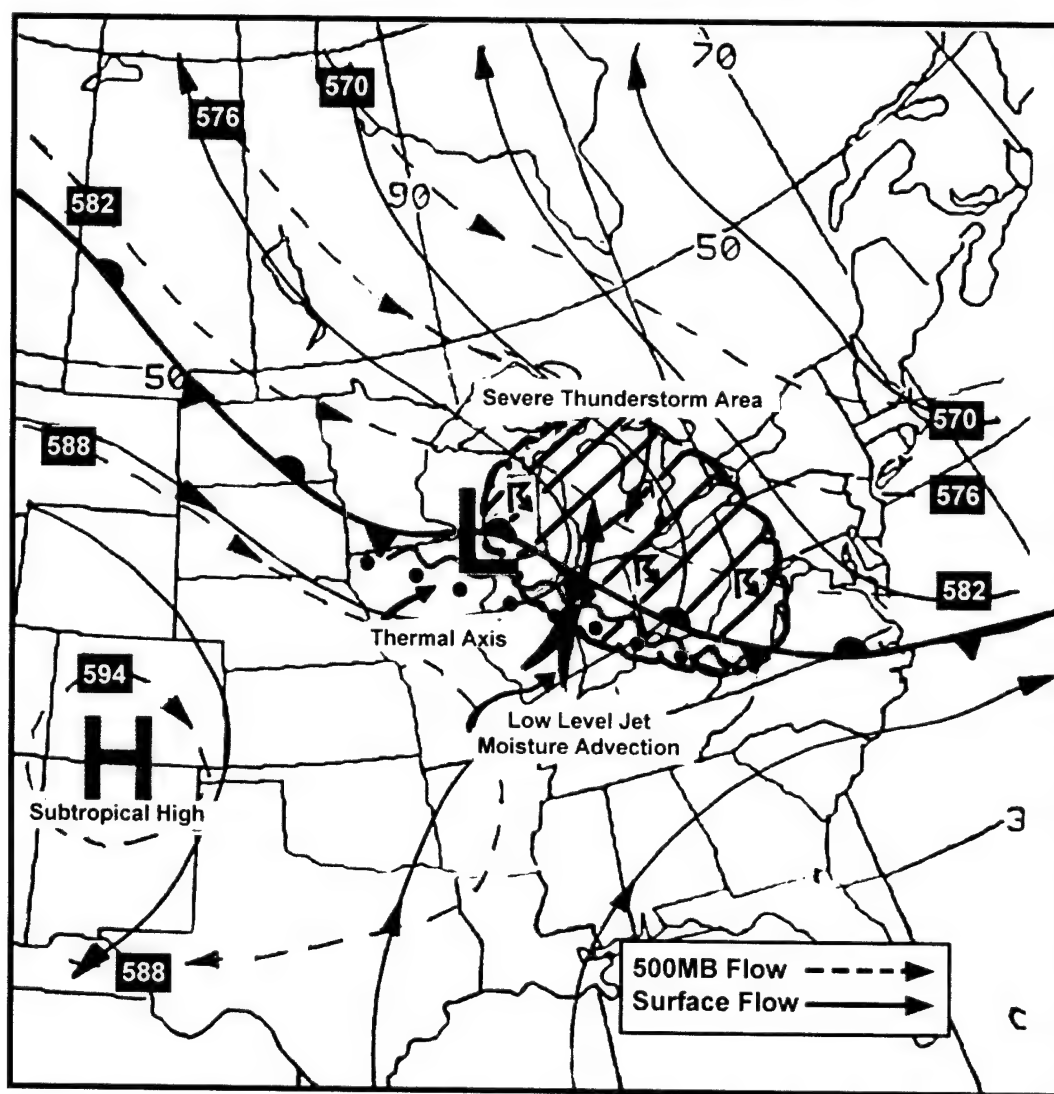 70
570
576
582
90
50
50
Severe Thunderstorm Area
570
588
576
L
582
Thermal Axis
594
H
Low Level Jet
Moisture Advection
Subtropical High
3
588
500MB Flow
Surface Flow